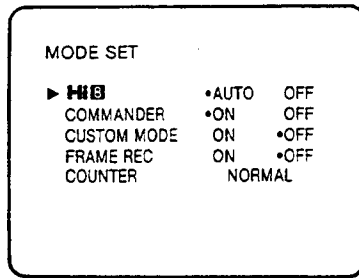 MODE SET
▶ Hi8 •AUTO OFF
COMMANDER •ON OFF
CUSTOM MODE ON •OFF
FRAME REC ON •OFF
COUNTER NORMAL